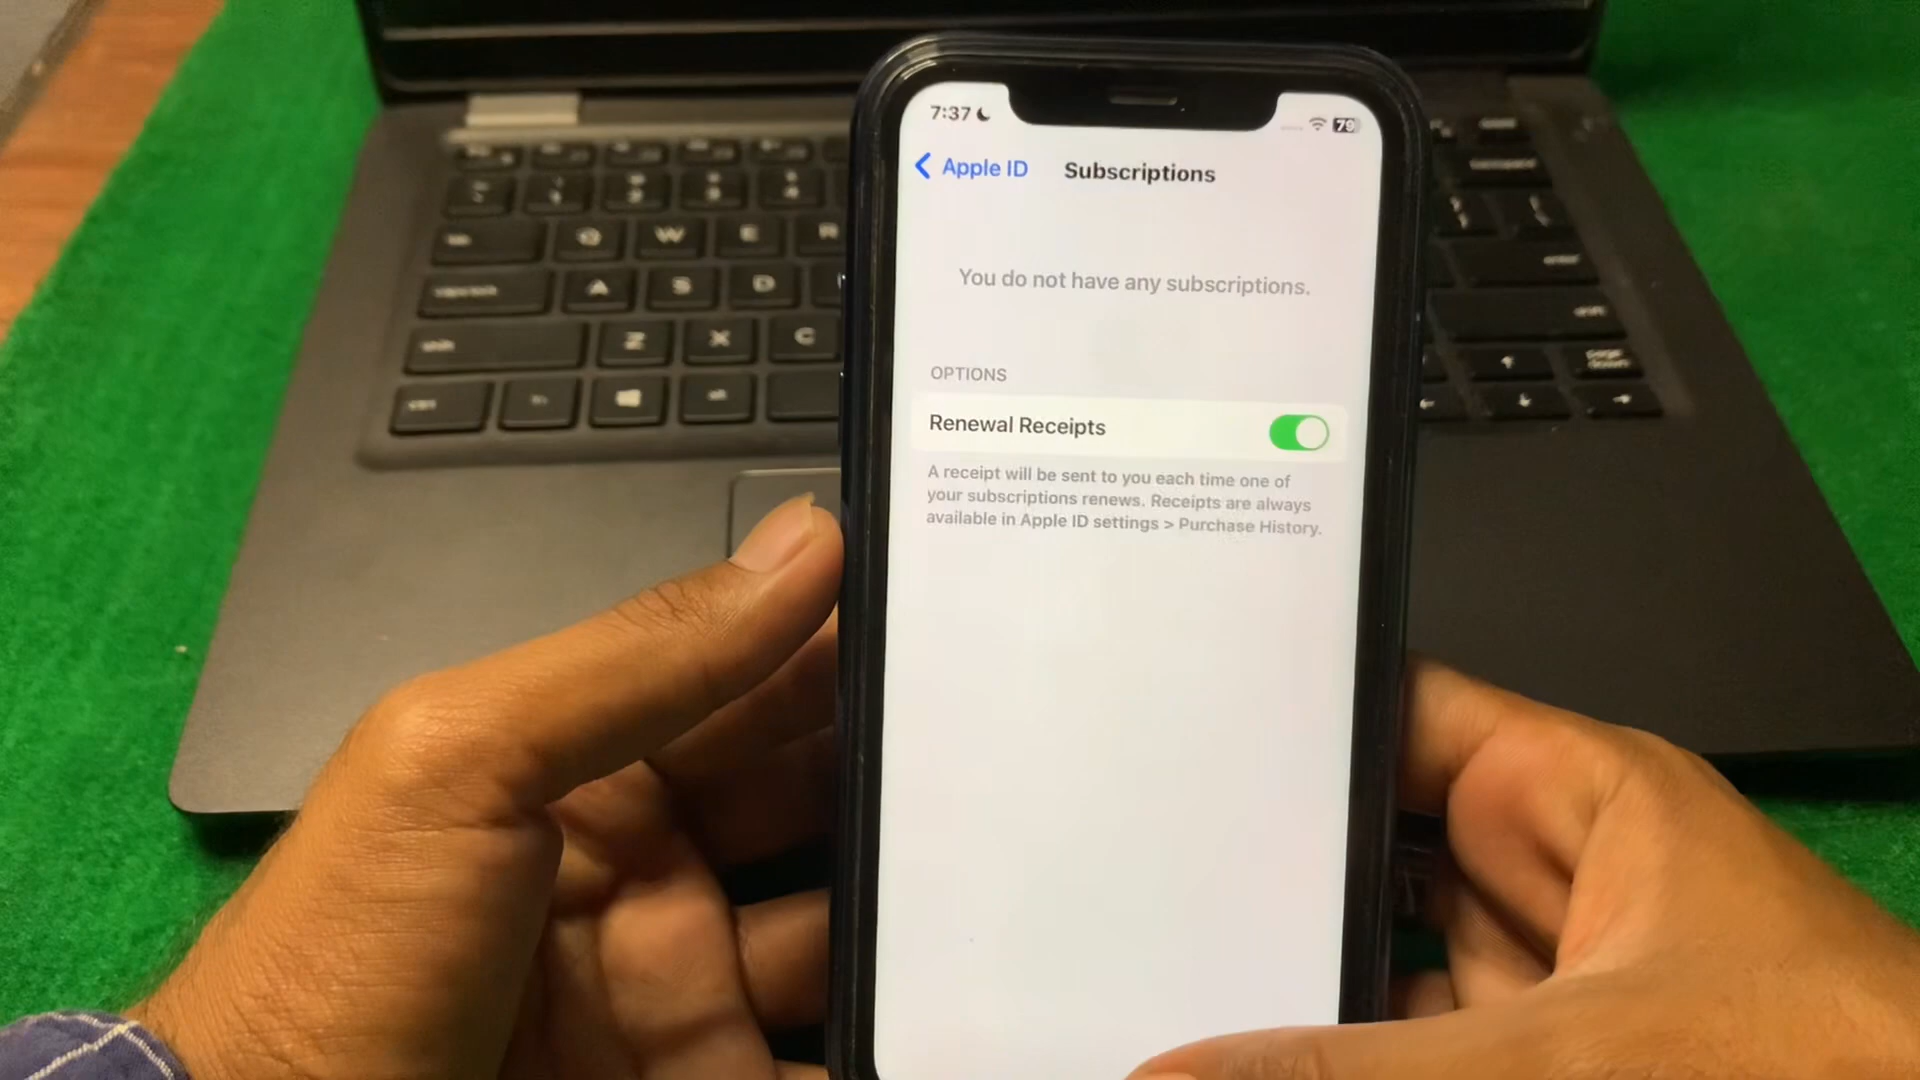 7:37
79
Apple ID
Subscriptions
You do not have any subscriptions.
OPTIONS
Renewal Receipts
A receipt will be sent to you each time one of
your subscriptions renews. Receipts are always
available in Apple ID settings > Purchase History.
W
E
R
A
S
D
Z
X
C